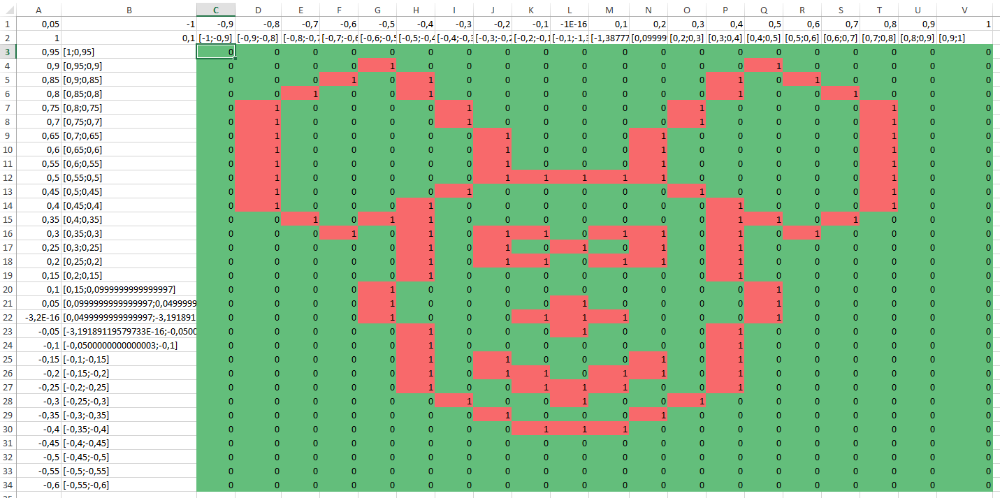 A B C D E F G H I J K L M N O P Q R S T U V
1 0,05 -1 -0,9 -0,8 -0,7 -0,6 -0,5 -0,4 -0,3 -0,2 -0,1 -1E-16 0,1 0,2 0,3 0,4 0,5 0,6 0,7 0,8 0,9 1
2 1 0,1 [-1;-0,9] [-0,9;-0,8] [-0,8;-0,7 [-0,7;-0,6 [-0,6;-0,5 [-0,5;-0,4 [-0,4;-0,3 [-0,3;-0,2 [-0,2;-0,1 [-0,1;-1,3 [-1,38777 [0,09999 [0,2;0,3] [0,3;0,4] [0,4;0,5] [0,5;0,6] [0,6;0,7] [0,7;0,8] [0,8;0,9] [0,9;1]
3 0,95 [1;0,95] 0 0 0 0 0 0 0 0 0 0 0 0 0 0 0 0 0 0 0 0
4 0,9 [0,95;0,9] 0 0 0 0 1 0 0 0 0 0 0 0 0 0 1 0 0 0 0 0
5 0,85 [0,9;0,85] 0 0 0 1 0 1 0 0 0 0 0 0 0 1 0 1 0 0 0 0
6 0,8 [0,85;0,8] 0 0 1 0 0 1 0 0 0 0 0 0 0 1 0 0 1 0 0 0
7 0,75 [0,8;0,75] 0 1 0 0 0 0 1 0 0 0 0 0 1 0 0 0 0 1 0 0
8 0,7 [0,75;0,7] 0 1 0 0 0 0 1 0 0 0 0 0 1 0 0 0 0 1 0 0
9 0,65 [0,7;0,65] 0 1 0 0 0 0 0 1 0 0 0 1 0 0 0 0 0 1 0 0
10 0,6 [0,65;0,6] 0 1 0 0 0 0 0 1 0 0 0 1 0 0 0 0 0 1 0 0
11 0,55 [0,6;0,55] 0 1 0 0 0 0 0 1 0 0 0 1 0 0 0 0 0 1 0 0
12 0,5 [0,55;0,5] 0 1 0 0 0 0 0 1 1 1 1 1 0 0 0 0 0 1 0 0
13 0,45 [0,5;0,45] 0 1 0 0 0 0 1 0 0 0 0 0 1 0 0 0 0 1 0 0
14 0,4 [0,45;0,4] 0 1 0 0 0 1 0 0 0 0 0 0 0 1 0 0 0 1 0 0
15 0,35 [0,4;0,35] 0 0 1 0 1 1 0 0 0 0 0 0 0 1 1 0 1 0 0 0
16 0,3 [0,35;0,3] 0 0 0 1 0 1 0 1 1 0 1 1 0 1 0 1 0 0 0 0
17 0,25 [0,3;0,25] 0 0 0 0 0 1 0 1 0 1 0 1 0 1 0 0 0 0 0 0
18 0,2 [0,25;0,2] 0 0 0 0 0 1 0 1 1 0 1 1 0 1 0 0 0 0 0 0
19 0,15 [0,2;0,15] 0 0 0 0 0 1 0 0 0 0 0 0 0 1 0 0 0 0 0 0
20 0,1 [0,15;0,0999999999999997] 0 0 0 0 1 0 0 0 0 0 0 0 0 0 1 0 0 0 0 0
21 0,05 [0,0999999999999997;0,0499999 0 0 0 0 1 0 0 0 0 1 0 0 0 0 1 0 0 0 0 0
22 -3,2E-16 [0,0499999999999997;-3,191891 0 0 0 0 1 0 0 0 1 1 1 0 0 0 1 0 0 0 0 0
23 -0,05 [-3,19189119579733E-16;-0,0500 0 0 0 0 0 1 0 0 0 1 0 0 0 1 0 0 0 0 0 0
24 -0,1 [-0,0500000000000003;-0,1] 0 0 0 0 0 1 0 0 0 0 0 0 0 1 0 0 0 0 0 0
25 -0,15 [-0,1;-0,15] 0 0 0 0 0 1 0 1 0 0 0 1 0 1 0 0 0 0 0 0
26 -0,2 [-0,15;-0,2] 0 0 0 0 0 1 0 1 1 0 1 1 0 1 0 0 0 0 0 0
27 -0,25 [-0,2;-0,25] 0 0 0 0 0 1 0 0 1 1 1 0 0 1 0 0 0 0 0 0
28 -0,3 [-0,25;-0,3] 0 0 0 0 0 0 1 0 0 1 0 0 1 0 0 0 0 0 0 0
29 -0,35 [-0,3;-0,35] 0 0 0 0 0 0 0 1 0 0 0 1 0 0 0 0 0 0 0 0
30 -0,4 [-0,35;-0,4] 0 0 0 0 0 0 0 0 1 1 1 0 0 0 0 0 0 0 0 0
31 -0,45 [-0,4;-0,45] 0 0 0 0 0 0 0 0 0 0 0 0 0 0 0 0 0 0 0 0
32 -0,5 [-0,45;-0,5] 0 0 0 0 0 0 0 0 0 0 0 0 0 0 0 0 0 0 0 0
33 -0,55 [-0,5;-0,55] 0 0 0 0 0 0 0 0 0 0 0 0 0 0 0 0 0 0 0 0
34 -0,6 [-0,55;-0,6] 0 0 0 0 0 0 0 0 0 0 0 0 0 0 0 0 0 0 0 0